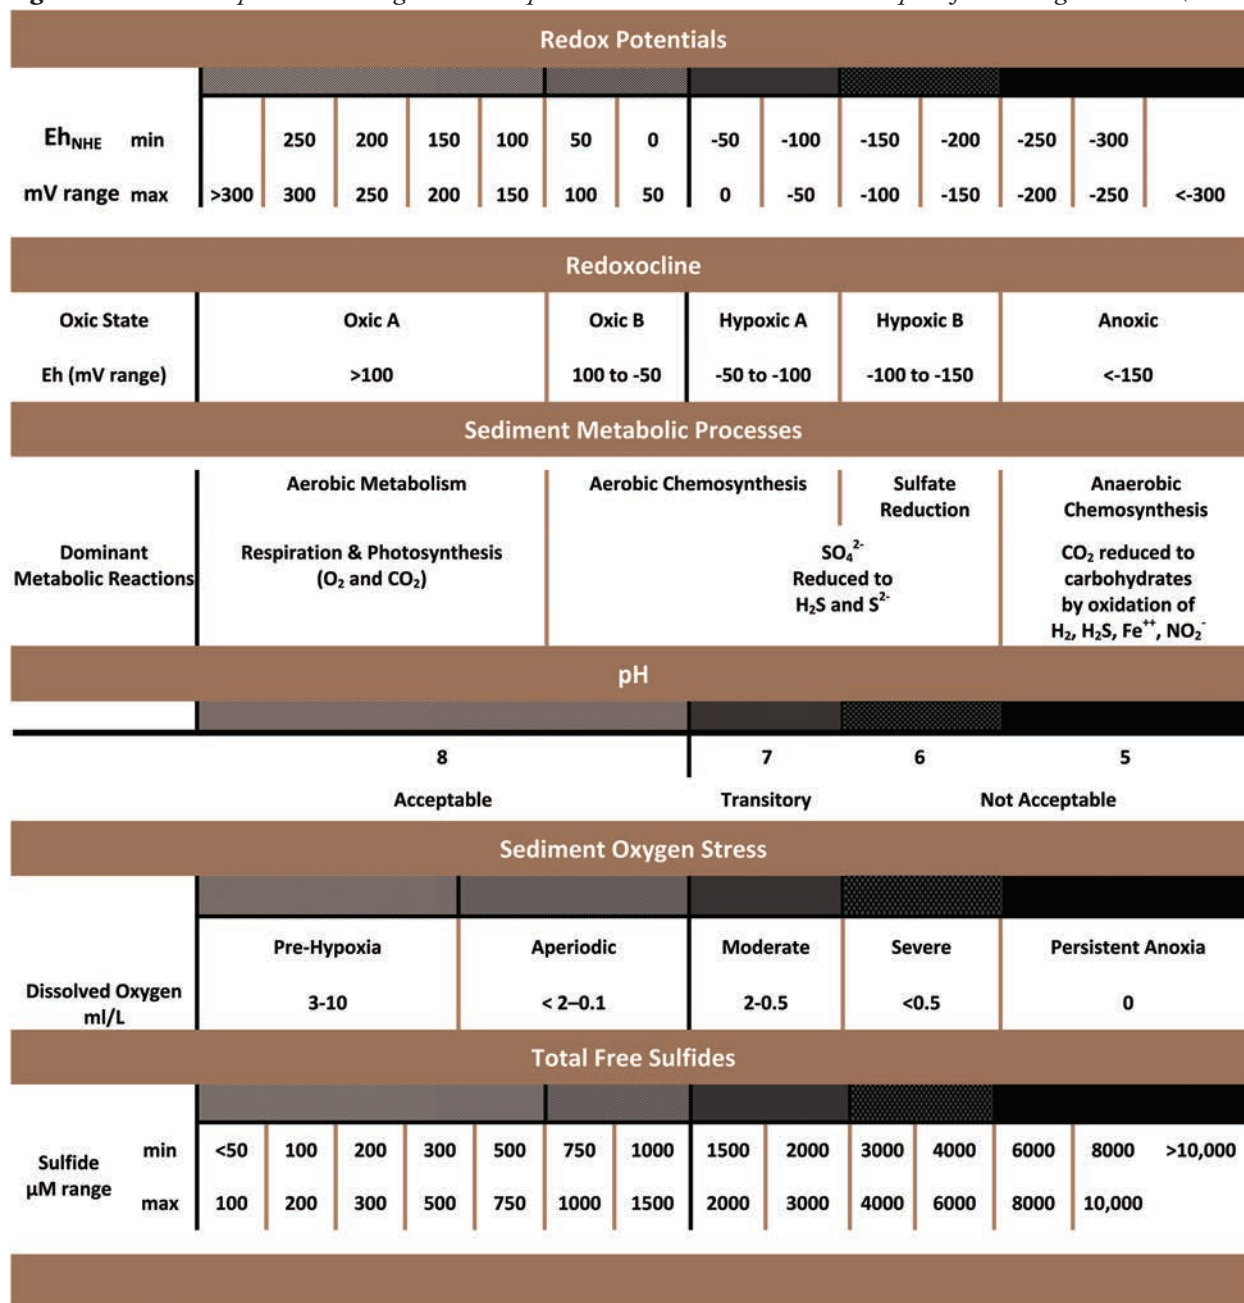 Redox Potentials
Eh_NHE min 250 200 150 100 50 0 -50 -100 -150 -200 -250 -300
mV range max >300 300 250 200 150 100 50 0 -50 -100 -150 -200 -250 <-300
Redoxocline
Oxic State Oxic A Oxic B Hypoxic A Hypoxic B Anoxic
Eh (mV range) >100 100 to -50 -50 to -100 -100 to -150 <-150
Sediment Metabolic Processes
Aerobic Metabolism Aerobic Chemosynthesis Sulfate Anaerobic
Reduction Chemosynthesis
Dominant Respiration & Photosynthesis SO₄²⁻ CO₂ reduced to
Metabolic Reactions (O₂ and CO₂) Reduced to carbohydrates
H₂S and S²⁻ by oxidation of
H₂, H₂S, Fe⁺⁺, NO₂⁻
pH
8 7 6 5
Acceptable Transitory Not Acceptable
Sediment Oxygen Stress
Pre-Hypoxia Aperiodic Moderate Severe Persistent Anoxia
Dissolved Oxygen 3-10 < 2–0.1 2-0.5 <0.5 0
ml/L
Total Free Sulfides
Sulfide min <50 100 200 300 500 750 1000 1500 2000 3000 4000 6000 8000 >10,000
µM range max 100 200 300 500 750 1000 1500 2000 3000 4000 6000 8000 10,000